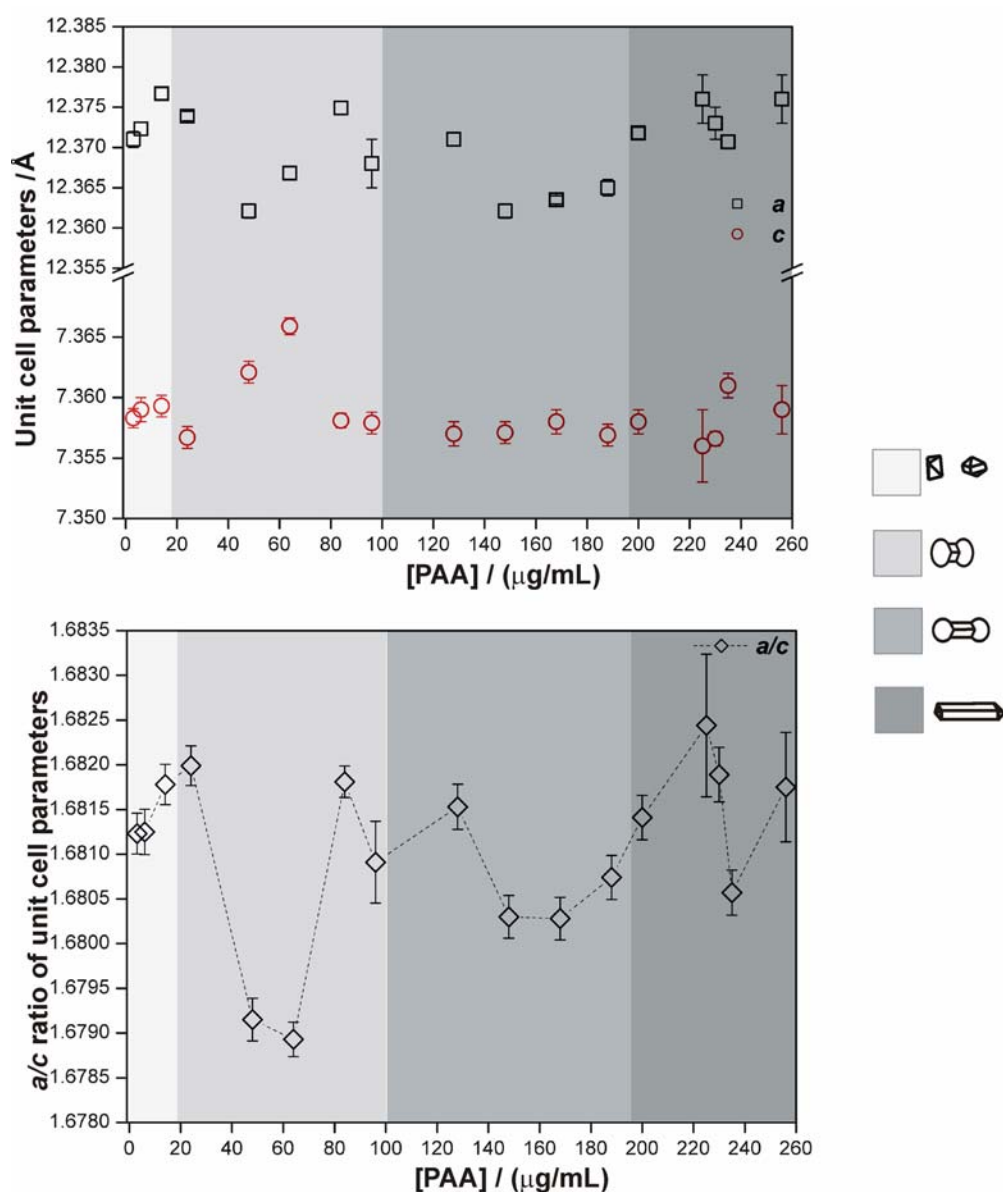 Unit cell parameters /Å
12.385
12.380
12.375
12.370
12.365
12.360
12.355
7.365
7.360
7.355
7.350
a
c
0 20 40 60 80 100 120 140 160 180 200 220 240 260
[PAA] / (µg/mL)
a/c ratio of unit cell parameters
1.6835
1.6830
1.6825
1.6820
1.6815
1.6810
1.6805
1.6800
1.6795
1.6790
1.6785
1.6780
a/c
0 20 40 60 80 100 120 140 160 180 200 220 240 260
[PAA] / (µg/mL)